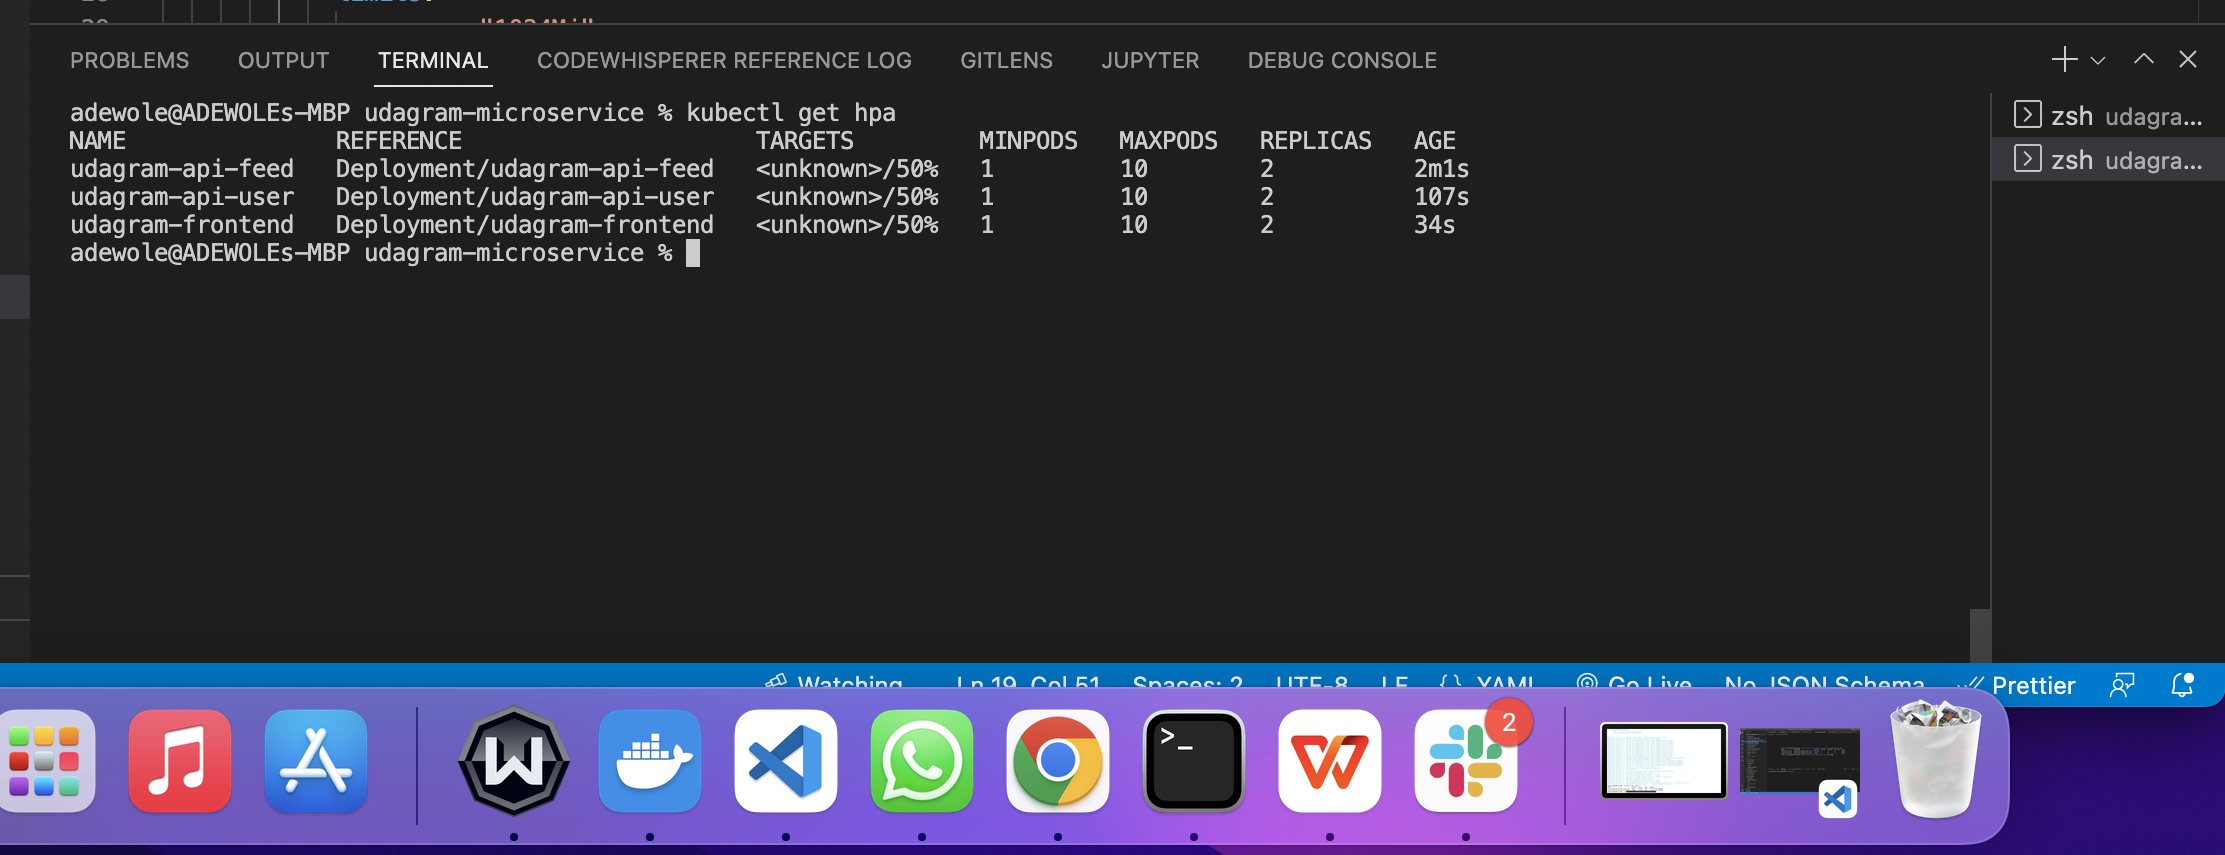 PROBLEMS OUTPUT TERMINAL CODEWHISPERER REFERENCE LOG GITLENS JUPYTER DEBUG CONSOLE
adewole@ADEWOLEs-MBP udagram-microservice % kubectl get hpa
NAME REFERENCE TARGETS MINPODS MAXPODS REPLICAS AGE
udagram-api-feed Deployment/udagram-api-feed <unknown>/50% 1 10 2 2m1s
udagram-api-user Deployment/udagram-api-user <unknown>/50% 1 10 2 107s
udagram-frontend Deployment/udagram-frontend <unknown>/50% 1 10 2 34s
adewole@ADEWOLEs-MBP udagram-microservice %
zsh udagra...
zsh udagra...
Watching Ln 19, Col 51 Spaces: 2 UTF-8 LF {} YAML Go Live No JSON Schema Prettier
>_
2